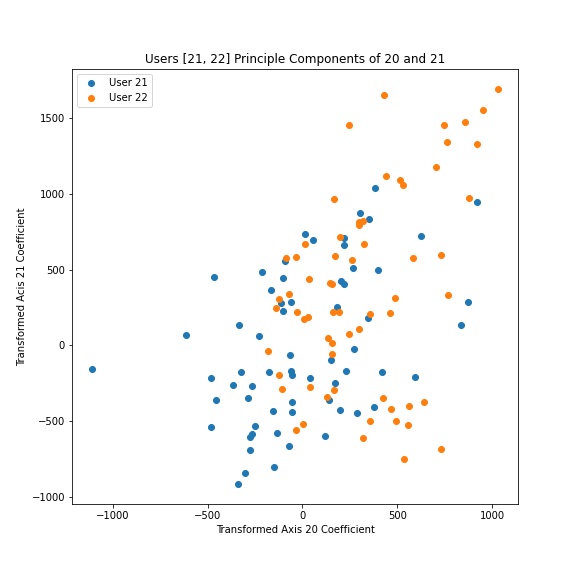 Users [21, 22] Principle Components of 20 and 21
User 21
User 22
Transformed Acis 21 Coefficient
1500
1000
500
0
−500
−1000
−1000
−500
0
500
1000
Transformed Axis 20 Coefficient